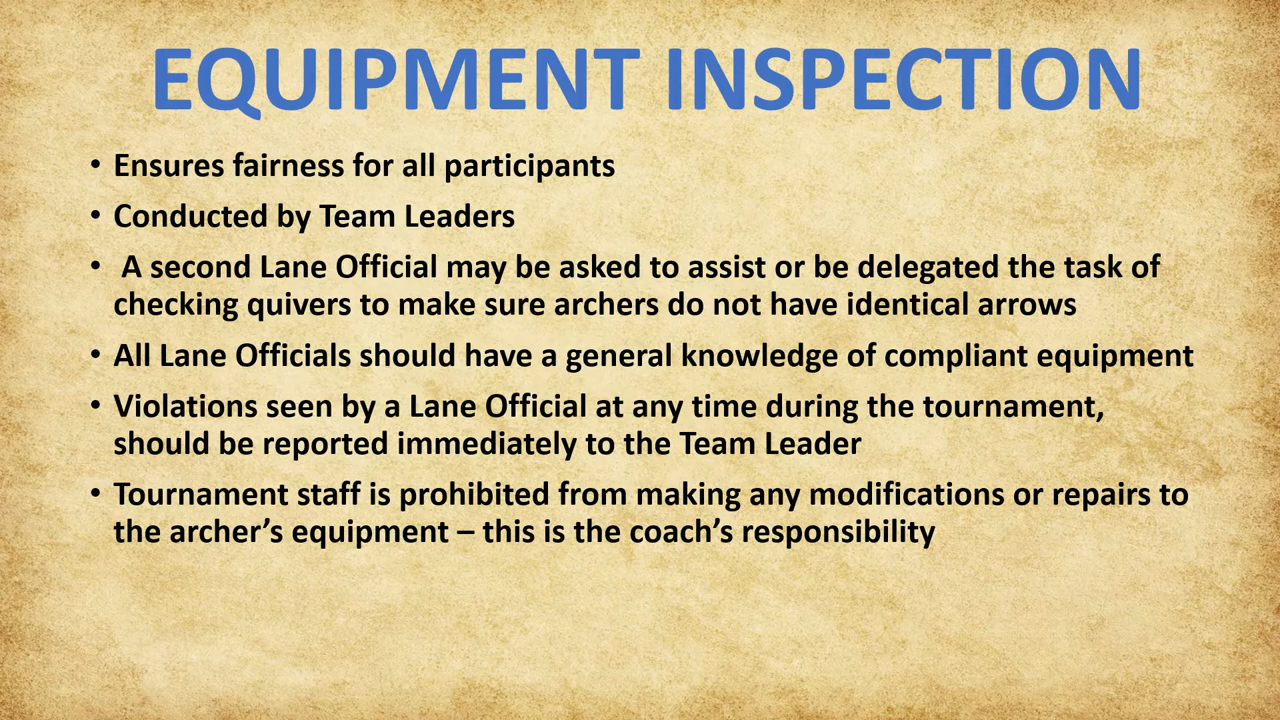 EQUIPMENT INSPECTION
• Ensures fairness for all participants
• Conducted by Team Leaders
• A second Lane Official may be asked to assist or be delegated the task of
checking quivers to make sure archers do not have identical arrows
• All Lane Officials should have a general knowledge of compliant equipment
• Violations seen by a Lane Official at any time during the tournament,
should be reported immediately to the Team Leader
• Tournament staff is prohibited from making any modifications or repairs to
the archer’s equipment – this is the coach’s responsibility